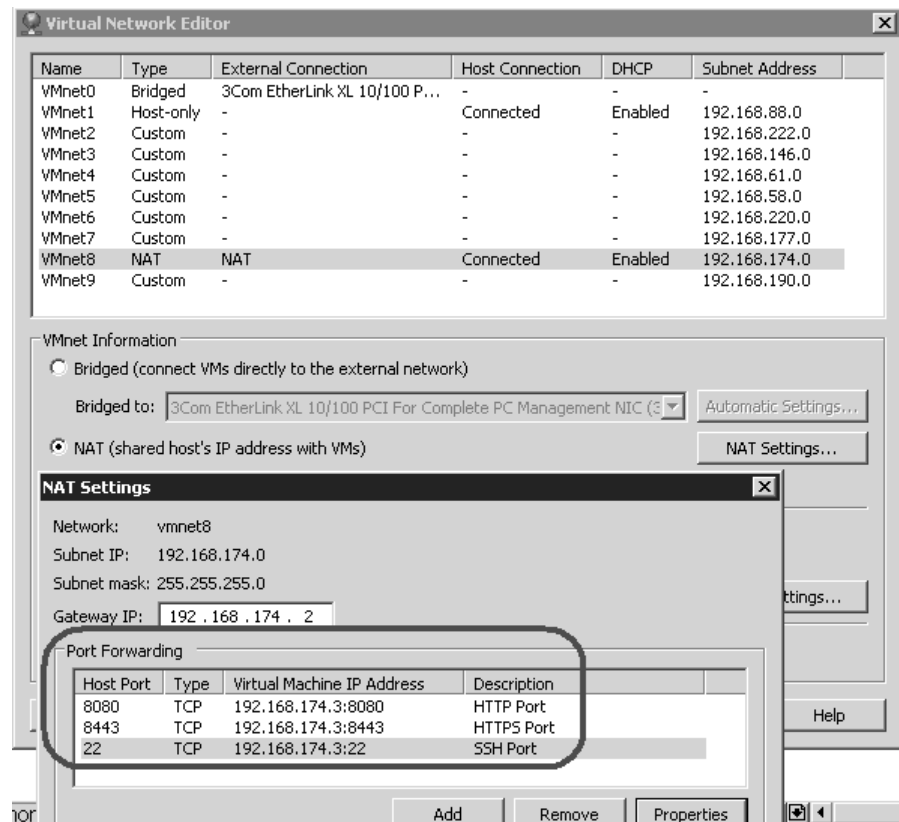 Virtual Network Editor
Name Type External Connection Host Connection DHCP Subnet Address
VMnet0 Bridged 3Com EtherLink XL 10/100 P... - - -
VMnet1 Host-only - Connected Enabled 192.168.88.0
VMnet2 Custom - - - 192.168.222.0
VMnet3 Custom - - - 192.168.146.0
VMnet4 Custom - - - 192.168.61.0
VMnet5 Custom - - - 192.168.58.0
VMnet6 Custom - - - 192.168.220.0
VMnet7 Custom - - - 192.168.177.0
VMnet8 NAT NAT Connected Enabled 192.168.174.0
VMnet9 Custom - - - 192.168.190.0
VMnet Information
Bridged (connect VMs directly to the external network)
Bridged to: 3Com EtherLink XL 10/100 PCI For Complete PC Management NIC (3 Automatic Settings...
NAT (shared host's IP address with VMs) NAT Settings...
NAT Settings
Network: vmnet8
Subnet IP: 192.168.174.0
Subnet mask: 255.255.255.0
ttings...
Gateway IP: 192 . 168 . 174 . 2
Port Forwarding
Host Port Type Virtual Machine IP Address Description
8080 TCP 192.168.174.3:8080 HTTP Port
8443 TCP 192.168.174.3:8443 HTTPS Port
22 TCP 192.168.174.3:22 SSH Port
Help
Add Remove Properties